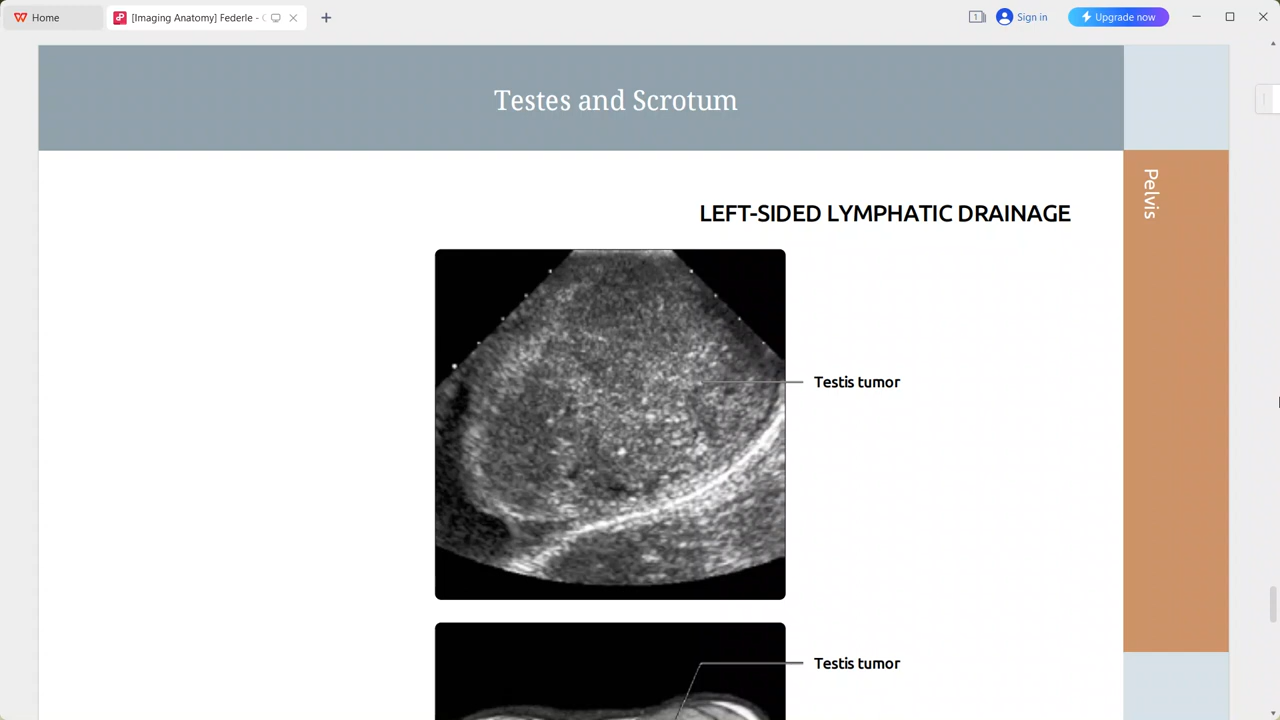 Home
[Imaging Anatomy] Federle -
1
Sign in
Upgrade now
Testes and Scrotum
Pelvis
LEFT-SIDED LYMPHATIC DRAINAGE
Testis tumor
Testis tumor